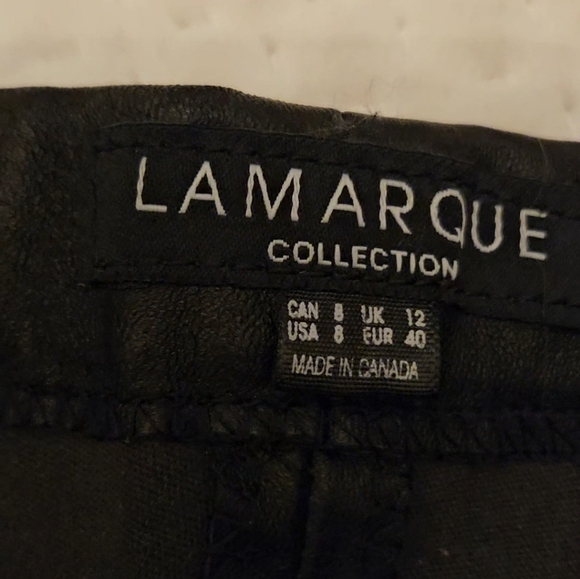 LAMARQUE
COLLECTION
CAN 8 UK 12
USA 8 EUR 40
MADE IN CANADA